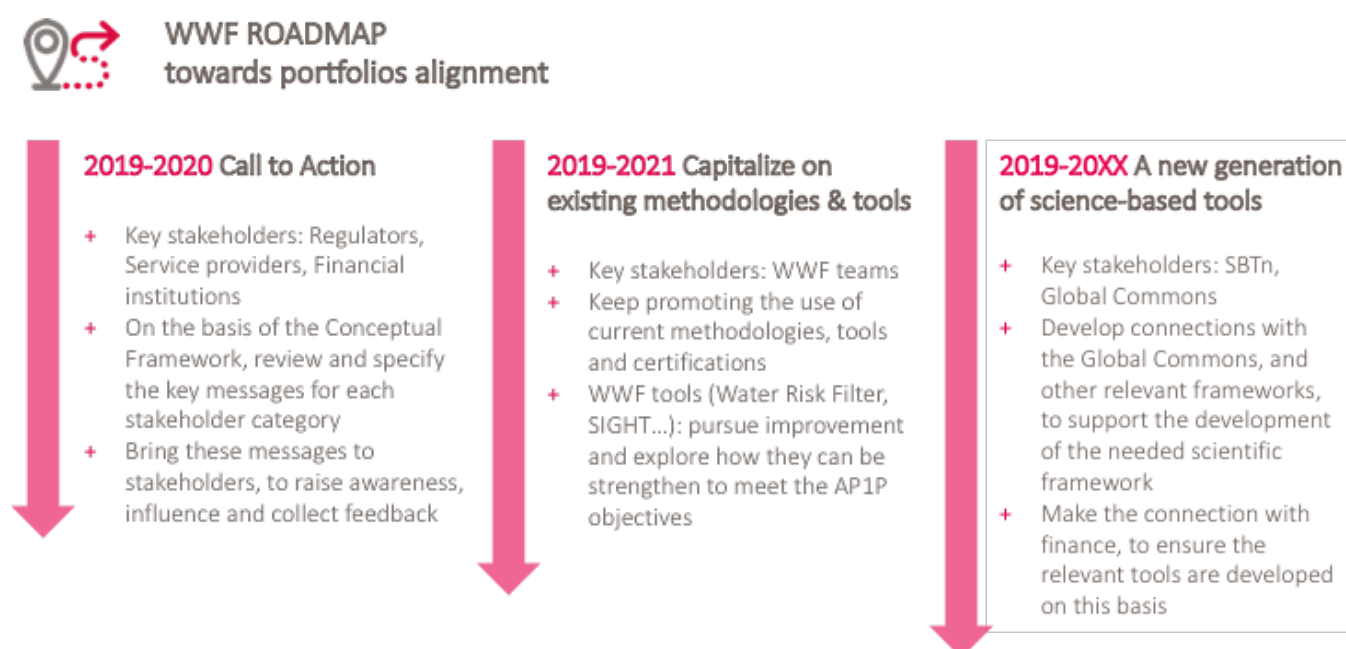 WWF ROADMAP
towards portfolios alignment
2019-2020 Call to Action
+ Key stakeholders: Regulators,
Service providers, Financial
institutions
+ On the basis of the Conceptual
Framework, review and specify
the key messages for each
stakeholder category
+ Bring these messages to
stakeholders, to raise awareness,
influence and collect feedback
2019-2021 Capitalize on
existing methodologies & tools
+ Key stakeholders: WWF teams
+ Keep promoting the use of
current methodologies, tools
and certifications
+ WWF tools (Water Risk Filter,
SIGHT...): pursue improvement
and explore how they can be
strengthen to meet the AP1P
objectives
2019-20XX A new generation
of science-based tools
+ Key stakeholders: SBTn,
Global Commons
+ Develop connections with
the Global Commons, and
other relevant frameworks,
to support the development
of the needed scientific
framework
+ Make the connection with
finance, to ensure the
relevant tools are developed
on this basis